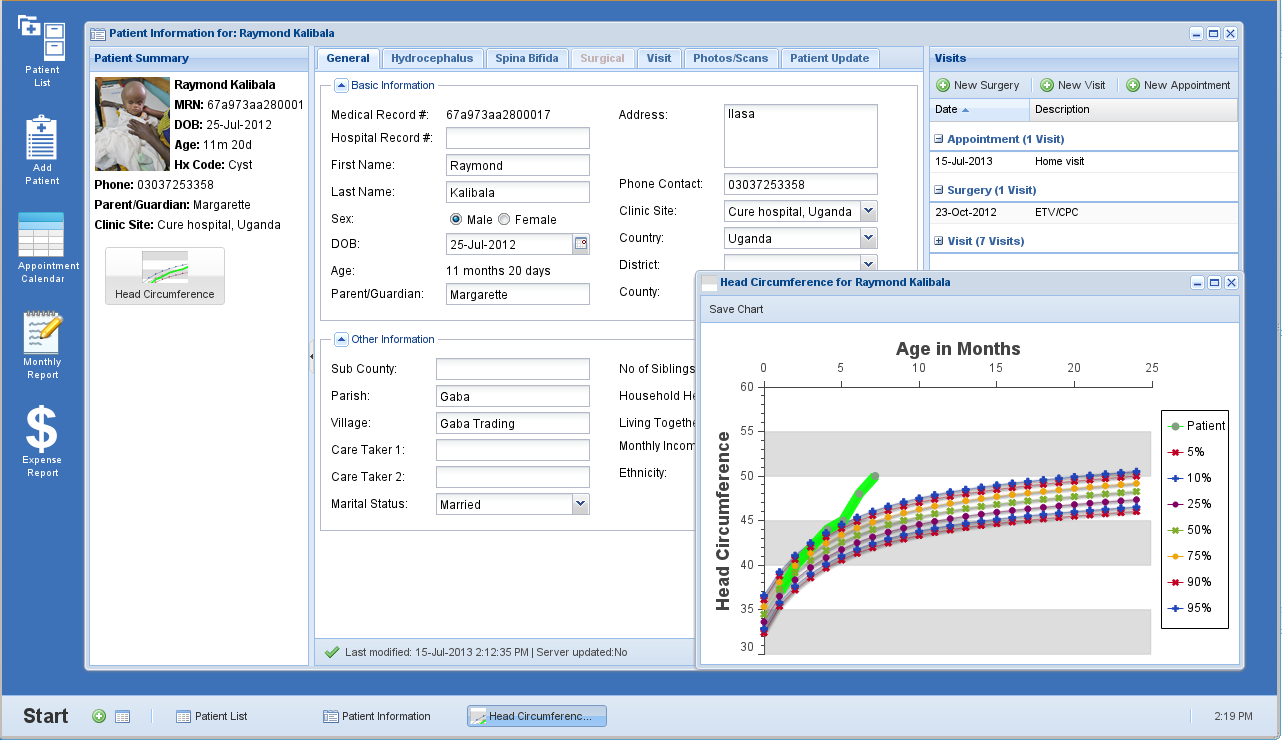 Patient
List
Add
Patient
Appointment
Calendar
Monthly
Report
$
Expense
Report
Patient Information for: Raymond Kalibala
Patient Summary
Raymond Kalibala
MRN: 67a973aa280001
DOB: 25-Jul-2012
Age: 11m 20d
Hx Code: Cyst
Phone: 03037253358
Parent/Guardian: Margarette
Clinic Site: Cure hospital, Uganda
Head Circumference
General Hydrocephalus Spina Bifida Surgical Visit Photos/Scans Patient Update
Basic Information
Medical Record #: 67a973aa2800017
Hospital Record #:
First Name: Raymond
Last Name: Kalibala
Sex: Male Female
DOB: 25-Jul-2012
Age: 11 months 20 days
Parent/Guardian: Margarette
Address: Ilasa
Phone Contact: 03037253358
Clinic Site: Cure hospital, Uganda
Country: Uganda
District:
County:
Other Information
Sub County:
Parish: Gaba
Village: Gaba Trading
Care Taker 1:
Care Taker 2:
Marital Status: Married
No of Siblings
Household He
Living Togethe
Monthly Incom
Ethnicity:
Last modified: 15-Jul-2013 2:12:35 PM | Server updated:No
Visits
New Surgery New Visit New Appointment
Date Description
Appointment (1 Visit)
15-Jul-2013 Home visit
Surgery (1 Visit)
23-Oct-2012 ETV/CPC
Visit (7 Visits)
Head Circumference for Raymond Kalibala
Save Chart
Age in Months
0 5 10 15 20 25
Head Circumference
60
55
50
45
40
35
30
Patient
5%
10%
25%
50%
75%
90%
95%
Start Patient List Patient Information Head Circumferenc... 2:19 PM